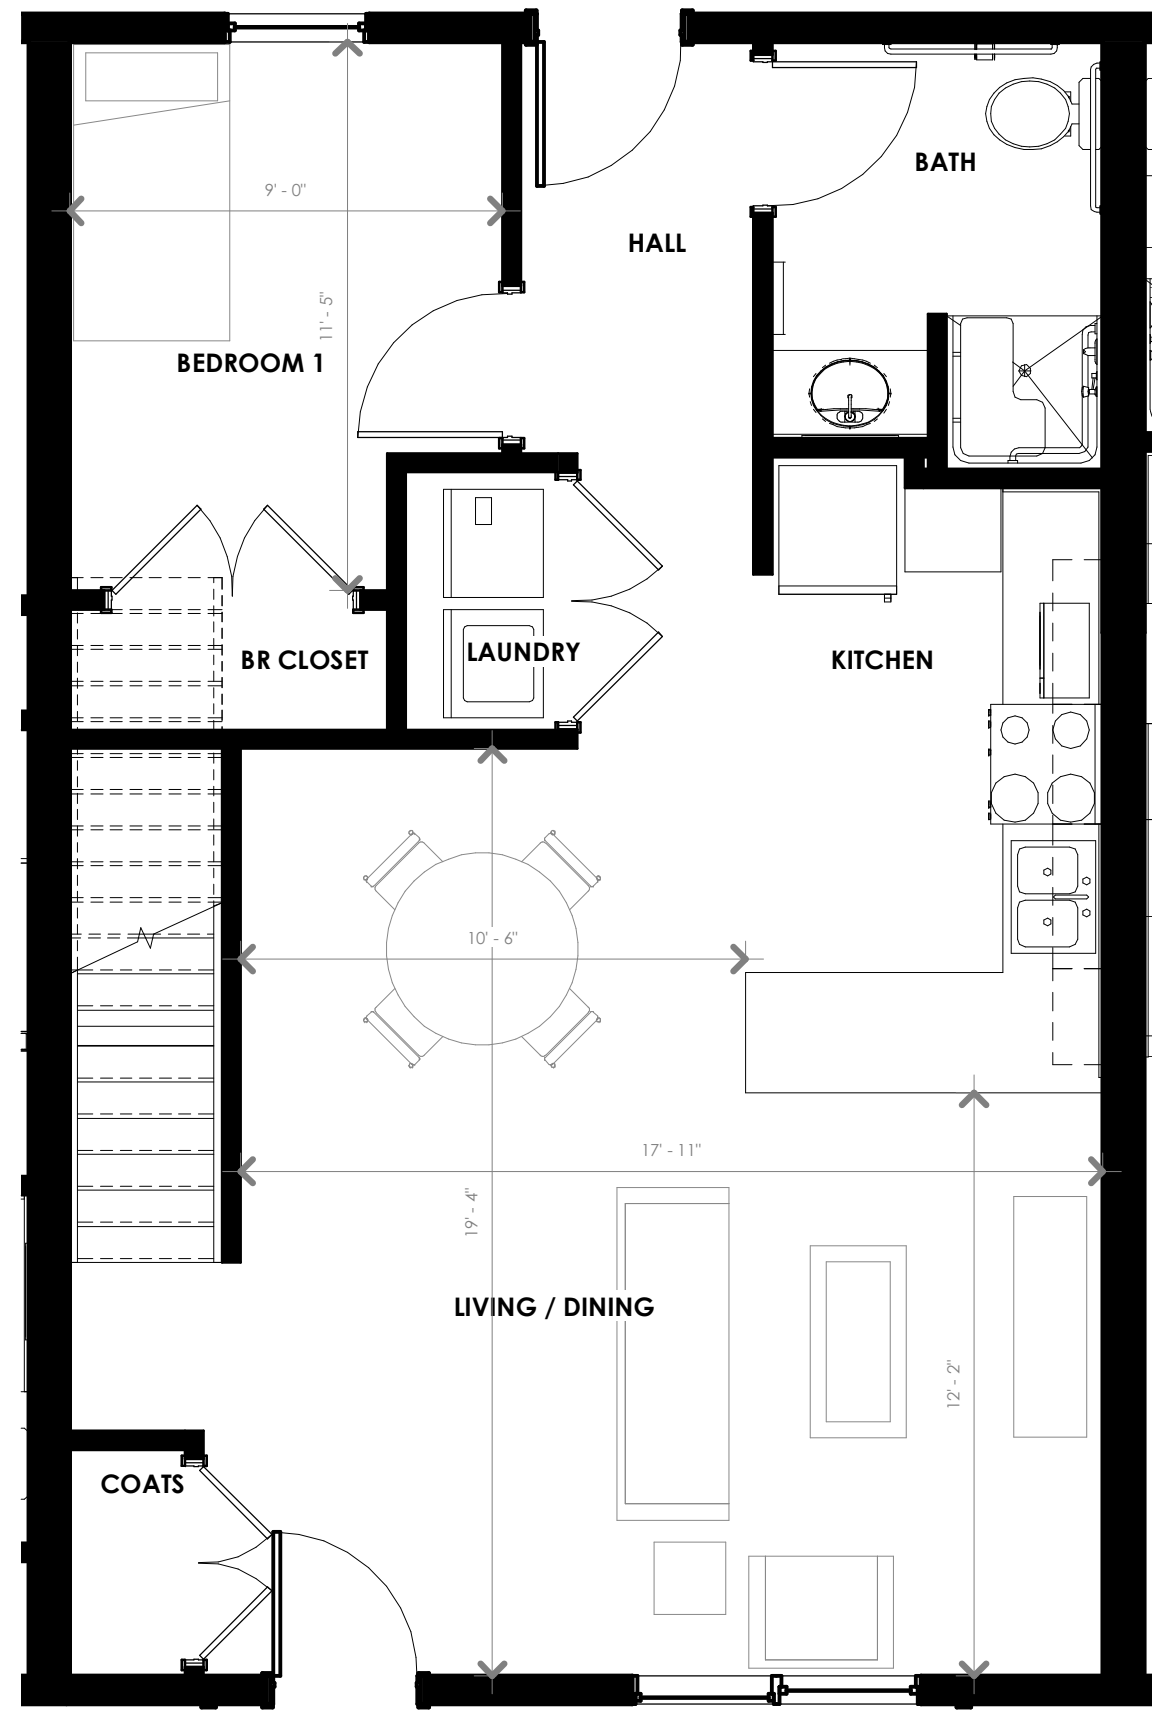 BATH
9' - 0"
HALL
11' - 5"
BEDROOM 1
LAUNDRY
BR CLOSET
KITCHEN
10' - 6"
17' - 11"
19' - 4"
LIVING / DINING
12' - 2"
COATS